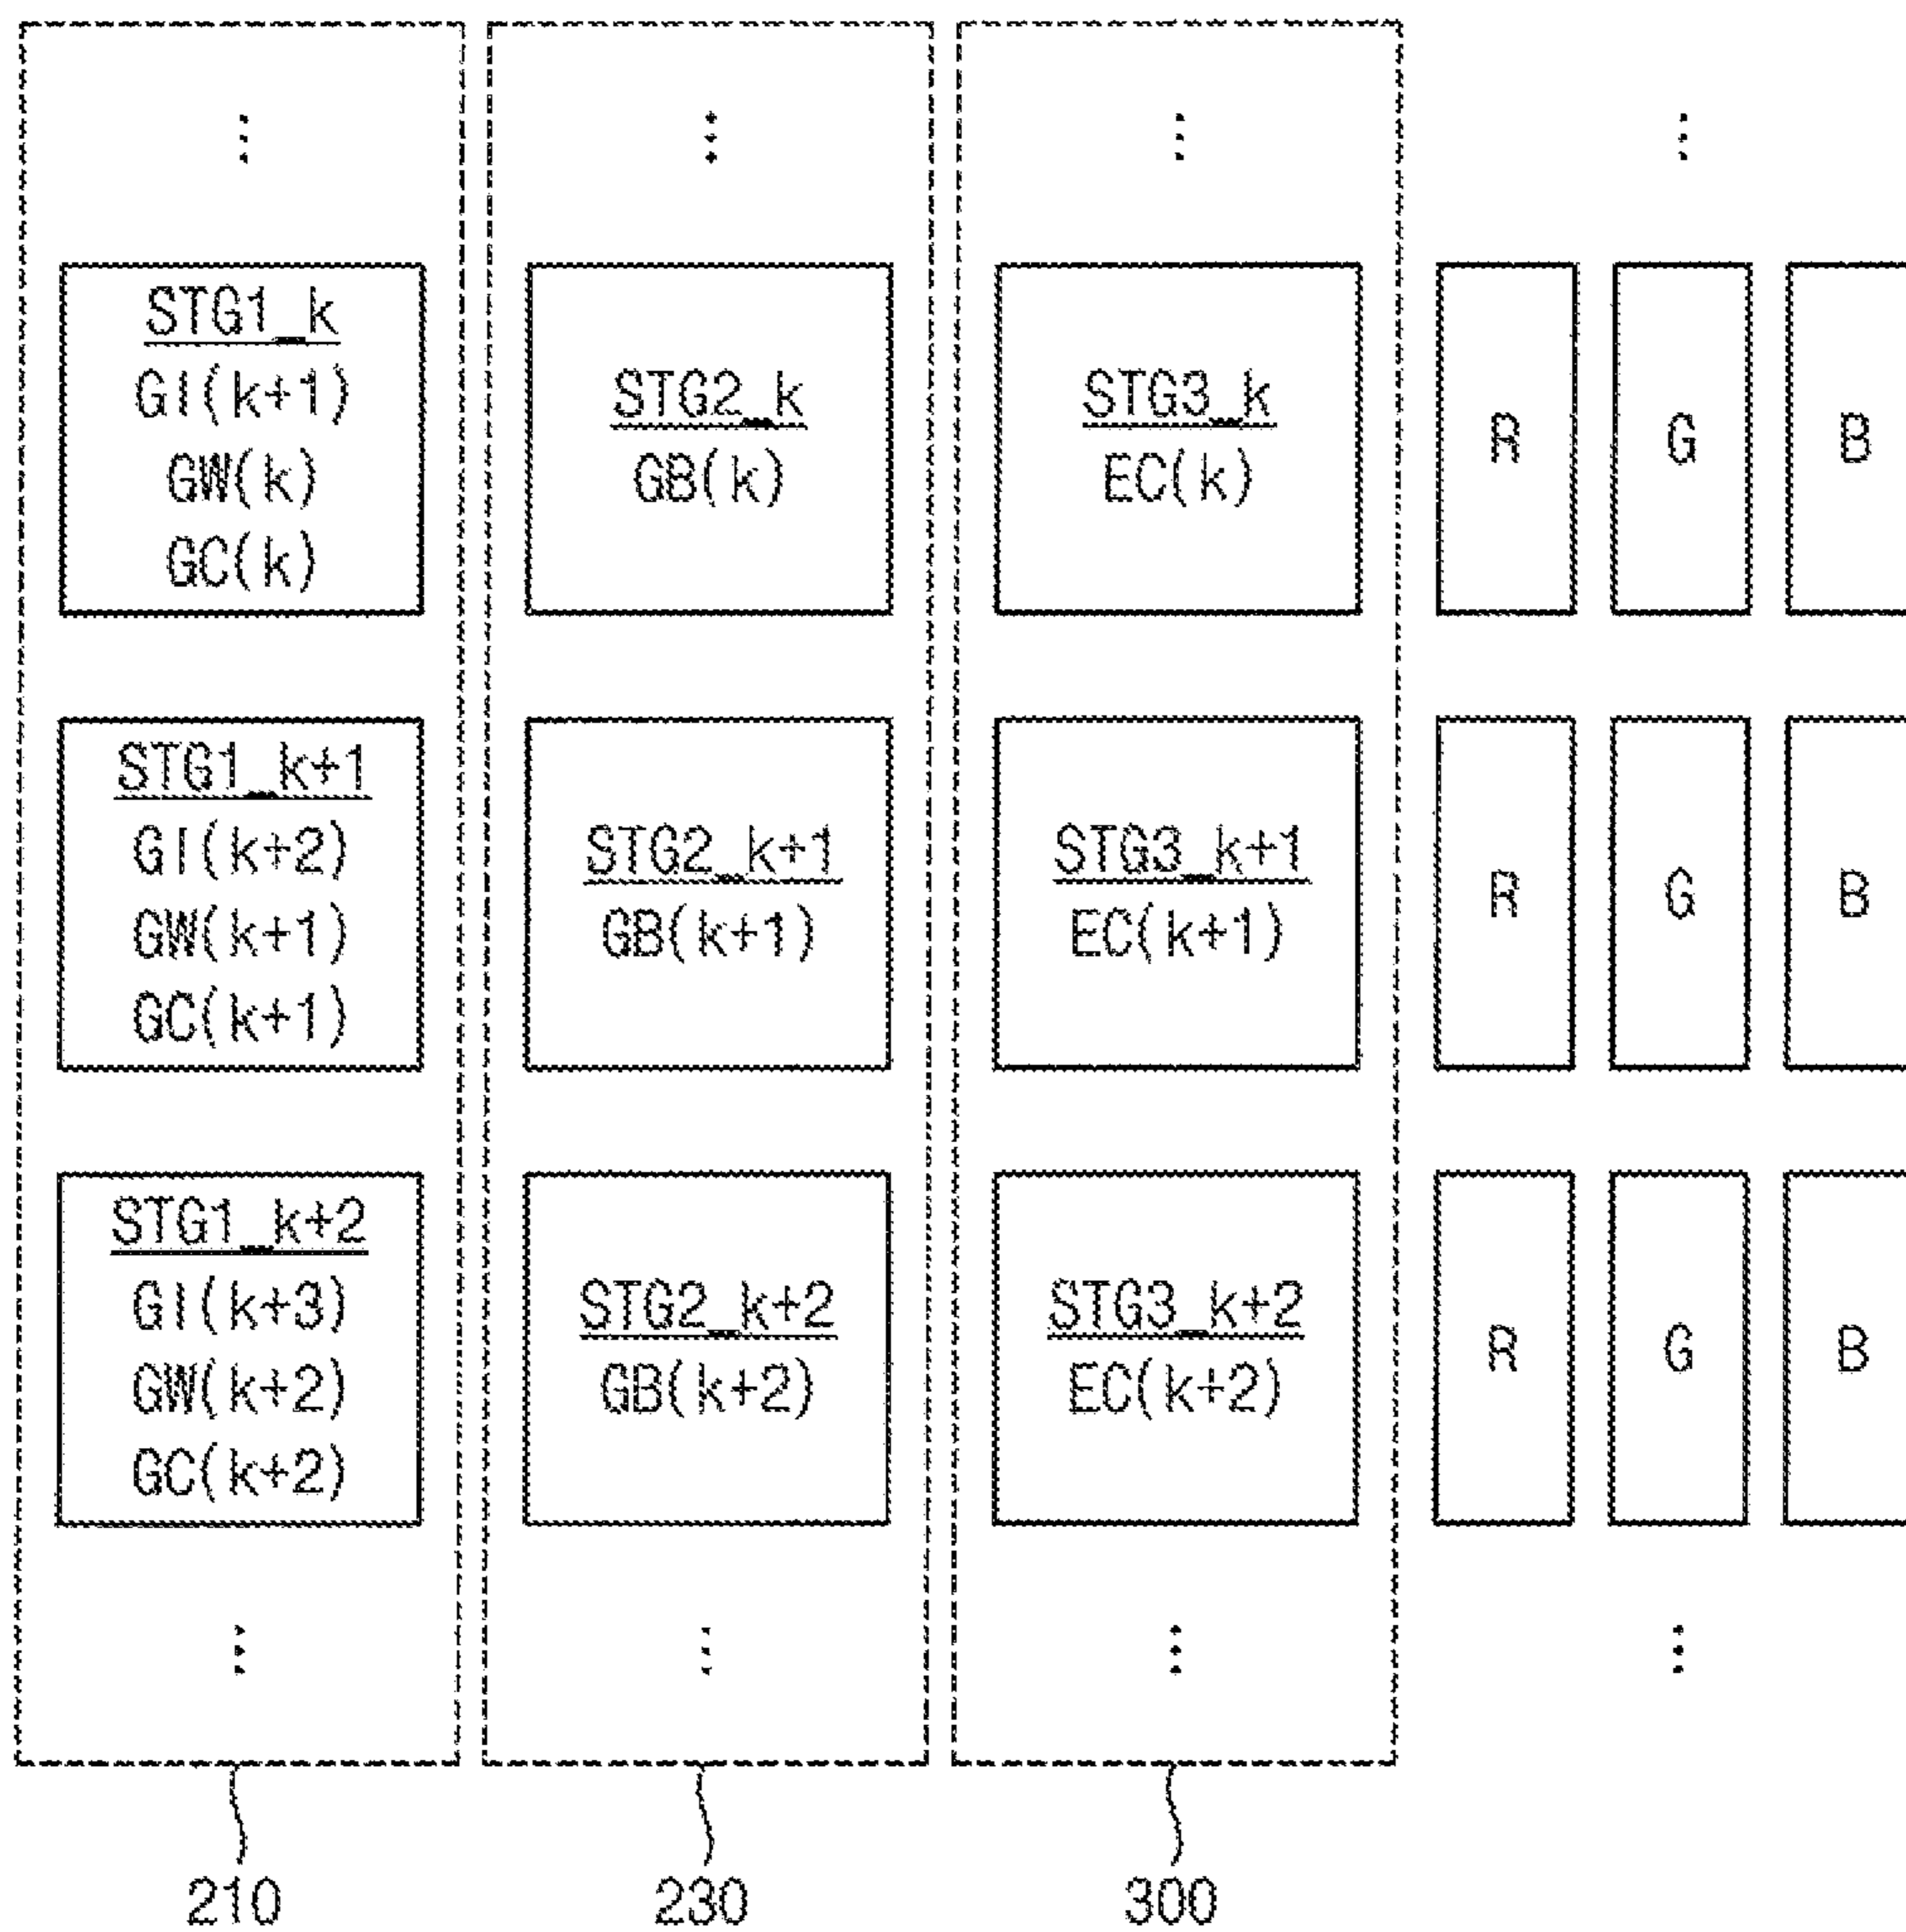 ⋮ ⋮ ⋮ ⋮
STG1_k
GI(k+1)
GW(k)
GC(k)
STG2_k
GB(k)
STG3_k
EC(k)
R G B
STG1_k+1
GI(k+2)
GW(k+1)
GC(k+1)
STG2_k+1
GB(k+1)
STG3_k+1
EC(k+1)
R G B
STG1_k+2
GI(k+3)
GW(k+2)
GC(k+2)
STG2_k+2
GB(k+2)
STG3_k+2
EC(k+2)
R G B
⋮ ⋮ ⋮ ⋮
210 230 300